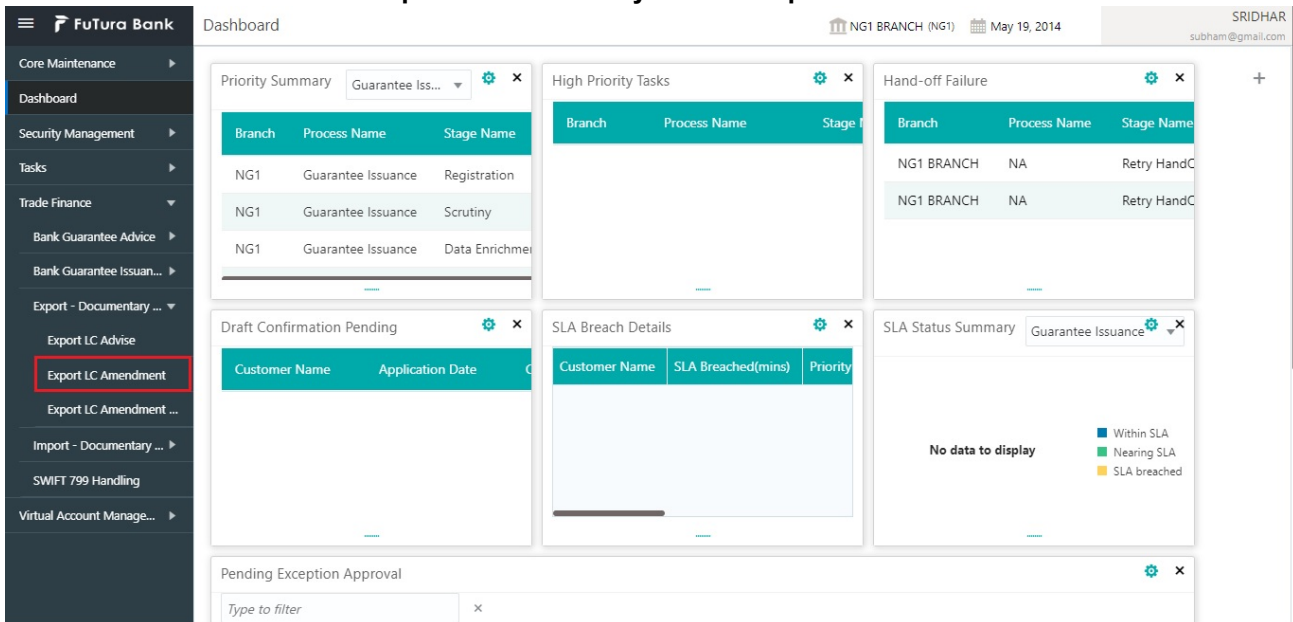 FuTura Bank
Dashboard
NG1 BRANCH (NG1)
May 19, 2014
SRIDHAR
subham@gmail.com
Core Maintenance
Dashboard
Security Management
Tasks
Trade Finance
Bank Guarantee Advice
Bank Guarantee Issuan...
Export - Documentary ...
Export LC Advise
Export LC Amendment
Export LC Amendment ...
Import - Documentary ...
SWIFT 799 Handling
Virtual Account Manage...
Priority Summary
Guarantee Iss...
Branch Process Name Stage Name
NG1 Guarantee Issuance Registration
NG1 Guarantee Issuance Scrutiny
NG1 Guarantee Issuance Data Enrichme
High Priority Tasks
Branch Process Name Stage
Hand-off Failure
Branch Process Name Stage Name
NG1 BRANCH NA Retry Hand
NG1 BRANCH NA Retry Hand
Draft Confirmation Pending
Customer Name Application Date
SLA Breach Details
Customer Name SLA Breached(mins) Priority
SLA Status Summary
Guarantee Issuance
No data to display
Within SLA
Nearing SLA
SLA breached
Pending Exception Approval
Type to filter